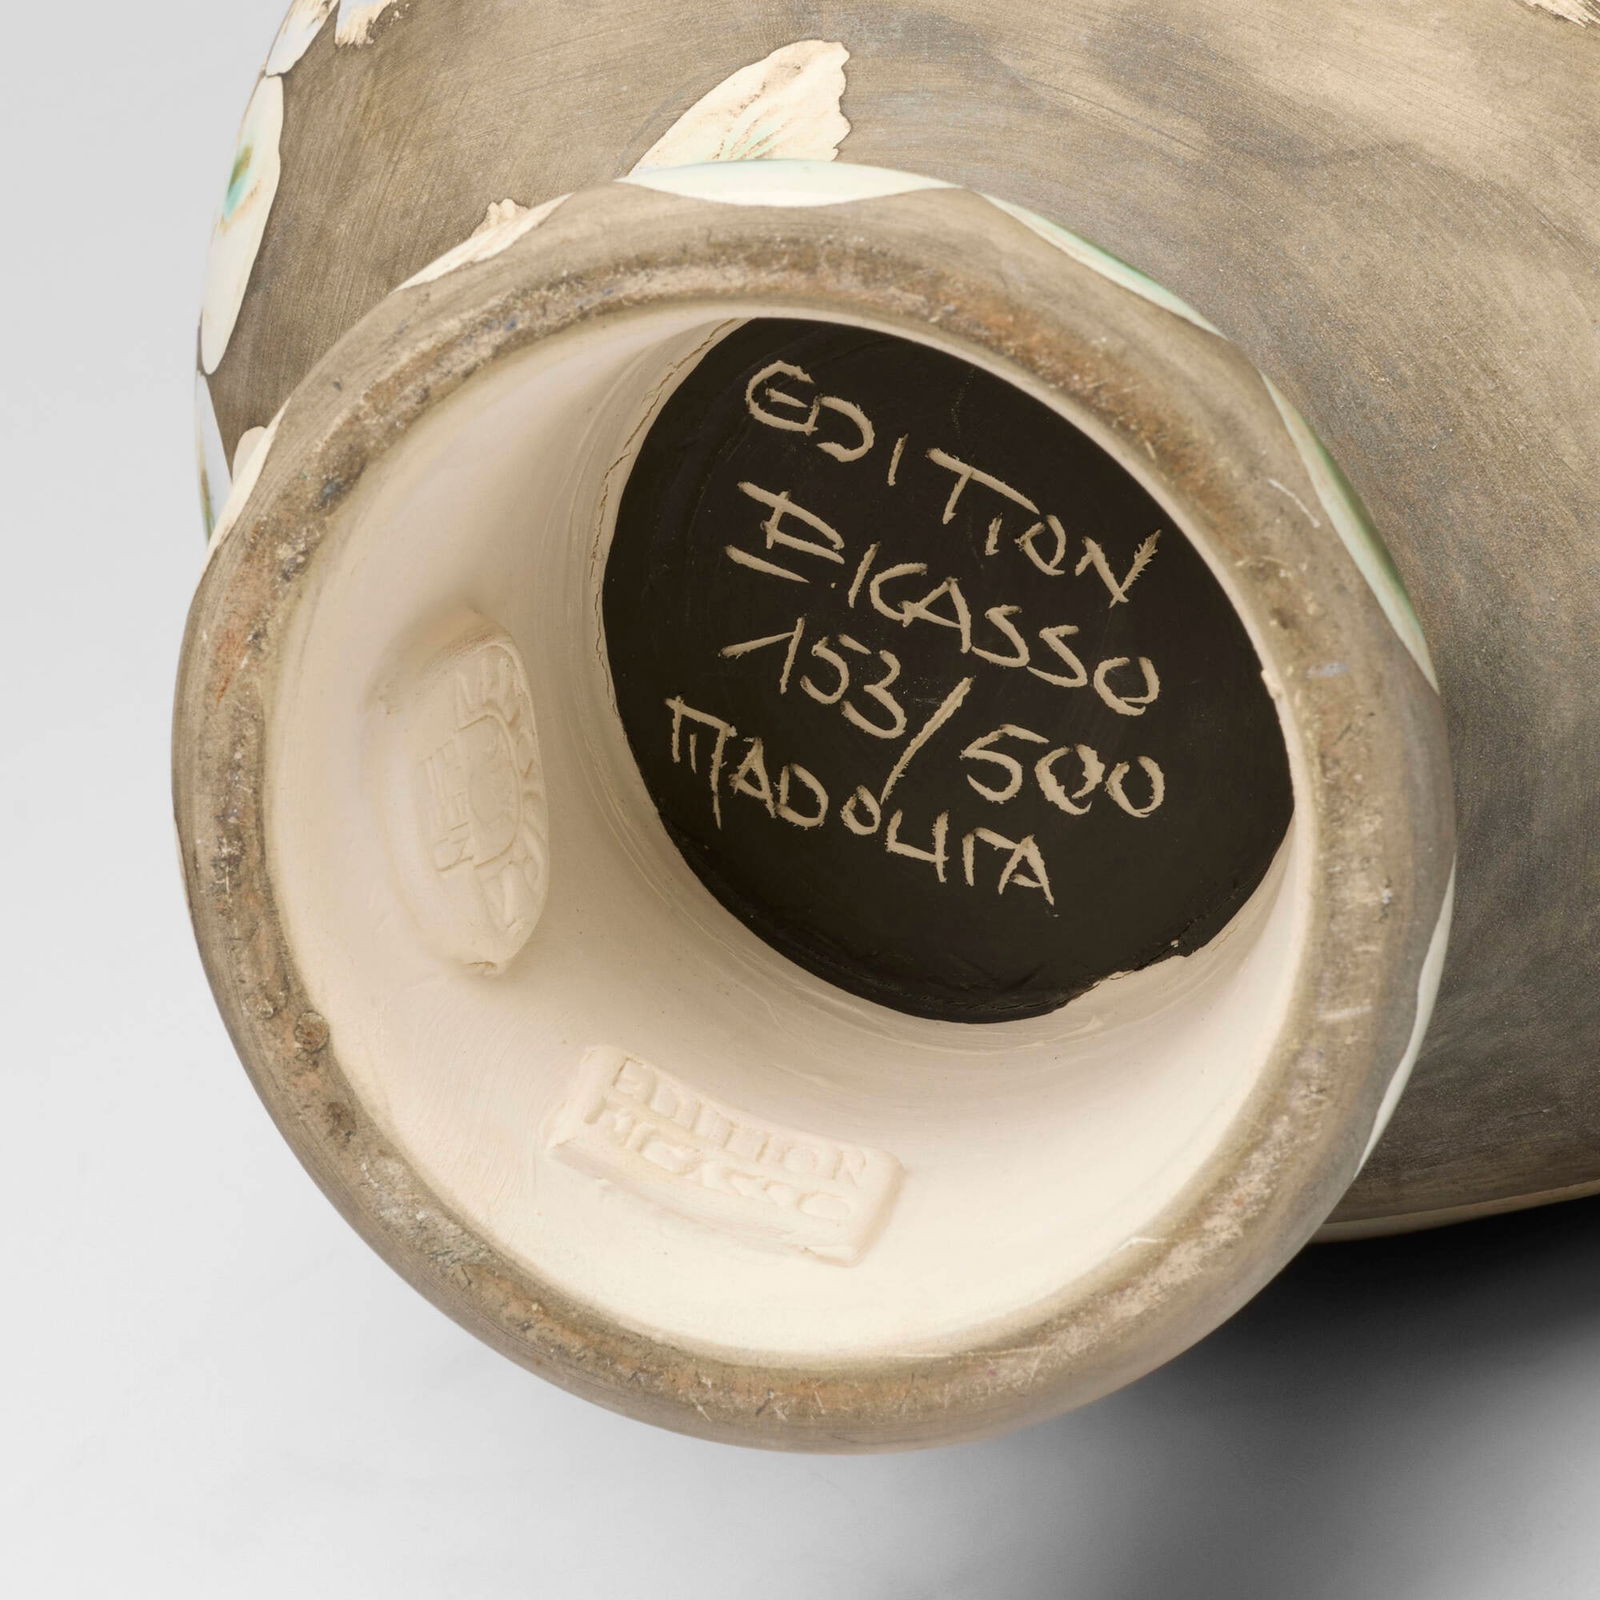 EDITION
PICASSO
153/500
MADOURA
EDITION
PICASSO